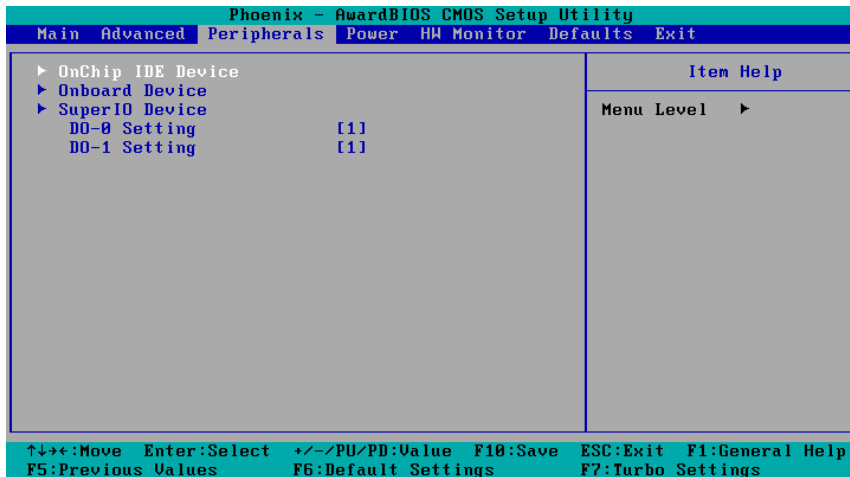 Phoenix - AwardBIOS CMOS Setup Utility
Main Advanced Peripherals Power HW Monitor Defaults Exit
▶ OnChip IDE Device
▶ Onboard Device
▶ SuperIO Device
DO-0 Setting [1]
DO-1 Setting [1]
Item Help
Menu Level ▶
↑↓→←:Move Enter:Select +/-/PU/PD:Value F10:Save ESC:Exit F1:General Help
F5:Previous Values F6:Default Settings F7:Turbo Settings